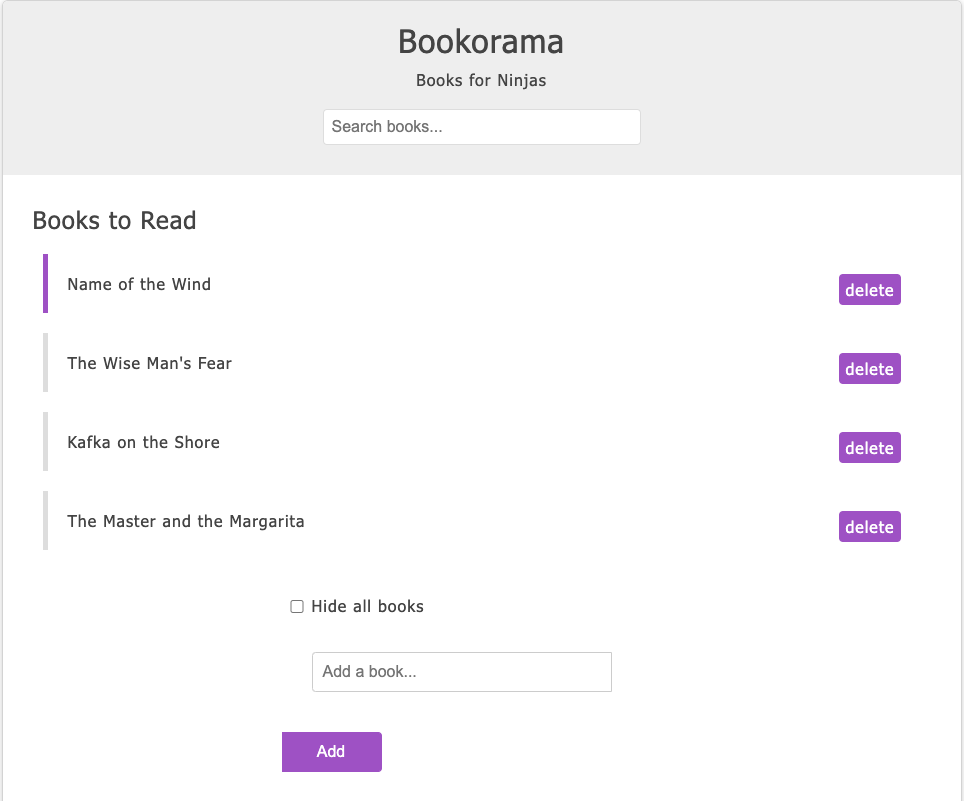 Bookorama
Books for Ninjas
Search books...
Books to Read
Name of the Wind
delete
The Wise Man's Fear
delete
Kafka on the Shore
delete
The Master and the Margarita
delete
Hide all books
Add a book...
Add